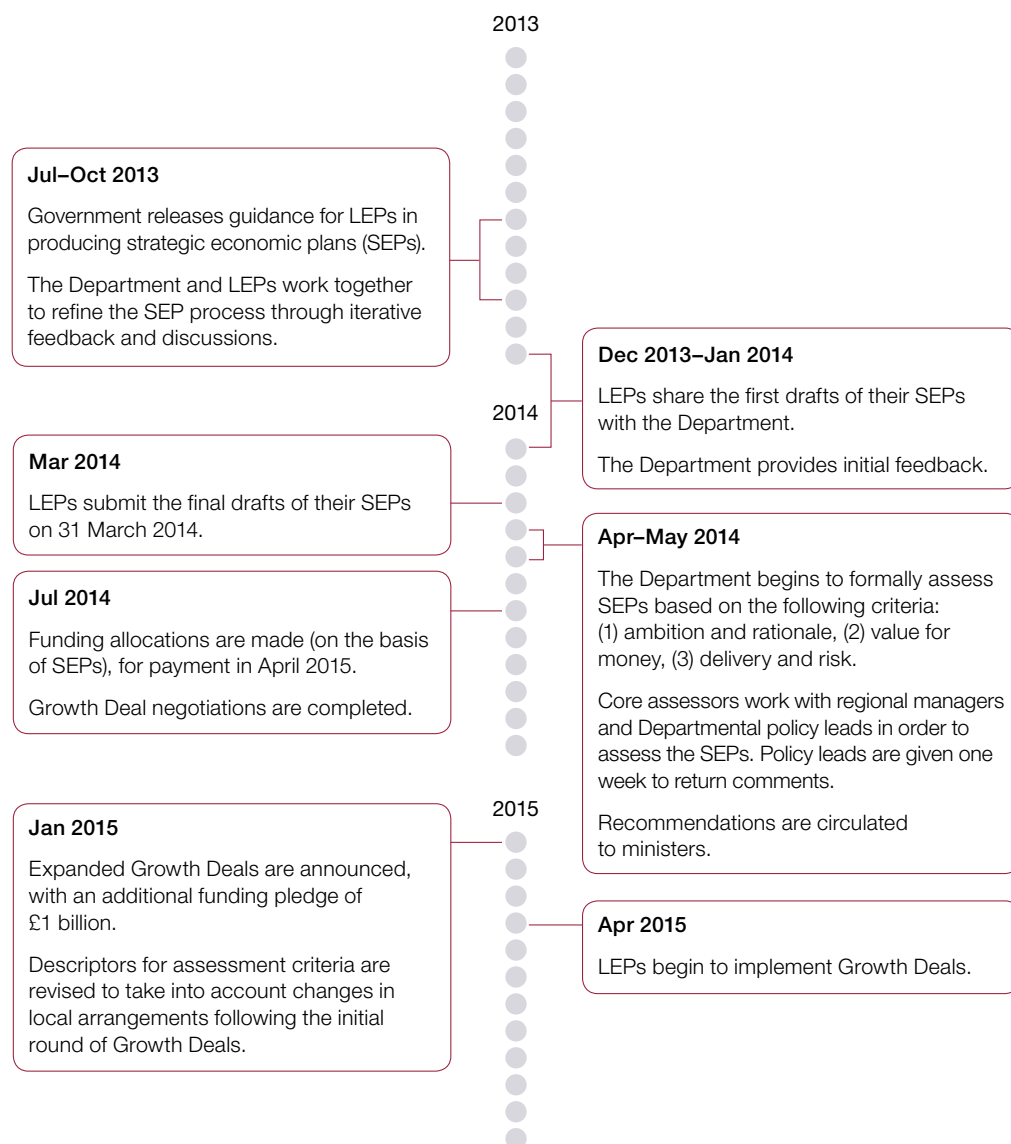 2013
Jul–Oct 2013
Government releases guidance for LEPs in
producing strategic economic plans (SEPs).
The Department and LEPs work together
to refine the SEP process through iterative
feedback and discussions.
Dec 2013–Jan 2014
LEPs share the first drafts of their SEPs
with the Department.
The Department provides initial feedback.
2014
Mar 2014
LEPs submit the final drafts of their SEPs
on 31 March 2014.
Apr–May 2014
The Department begins to formally assess
SEPs based on the following criteria:
(1) ambition and rationale, (2) value for
money, (3) delivery and risk.
Core assessors work with regional managers
and Departmental policy leads in order to
assess the SEPs. Policy leads are given one
week to return comments.
Recommendations are circulated
to ministers.
Jul 2014
Funding allocations are made (on the basis
of SEPs), for payment in April 2015.
Growth Deal negotiations are completed.
2015
Jan 2015
Expanded Growth Deals are announced,
with an additional funding pledge of
£1 billion.
Descriptors for assessment criteria are
revised to take into account changes in
local arrangements following the initial
round of Growth Deals.
Apr 2015
LEPs begin to implement Growth Deals.